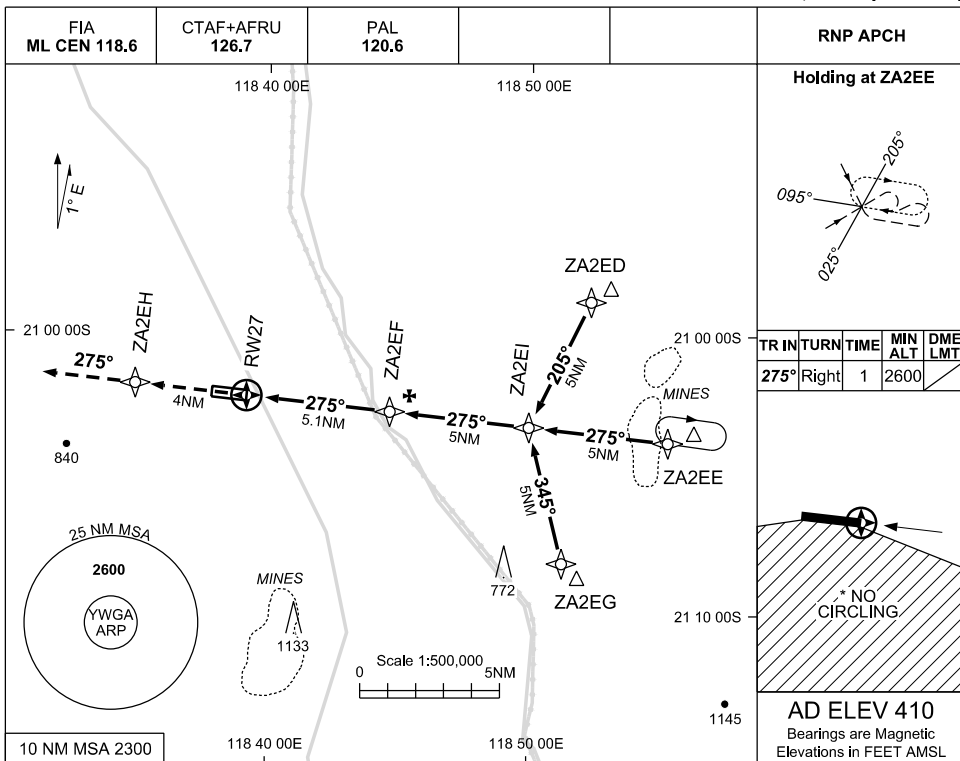 FIA
ML CEN 118.6
CTAF+AFRU
126.7
PAL
120.6
RNP APCH
118 40 00E
118 50 00E
Holding at ZA2EE
205°
095°
025°
1° E
ZA2ED
ZA2EH
RW27
ZA2EF
ZA2EI
21 00 00S
21 00 00S
205°
5NM
275°
4NM
275°
5.1NM
275°
5NM
275°
5NM
MINES
ZA2EE
345°
5NM
840
TR IN TURN TIME MIN ALT DME LMT
275° Right 1 2600
25 NM MSA
2600
YWGA
ARP
MINES
1133
772
ZA2EG
21 10 00S
* NO
CIRCLING
Scale 1:500,000
0 5NM
1145
10 NM MSA 2300
118 40 00E
118 50 00E
AD ELEV 410
Bearings are Magnetic
Elevations in FEET AMSL